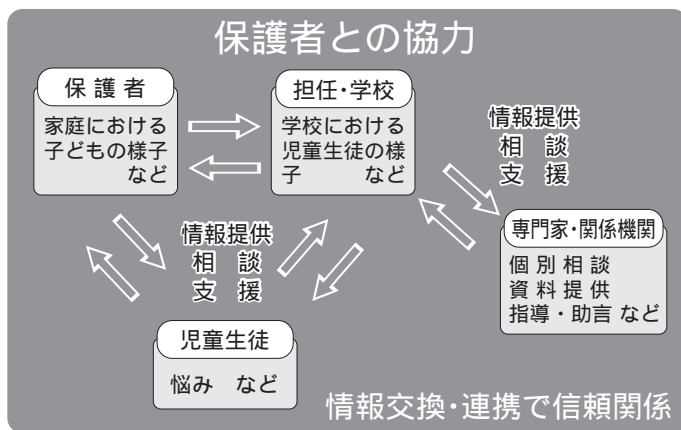 保護者との協力
保護者
家庭における
子どもの様子
など
担任・学校
学校における
児童生徒の様
子　など
情報提供
相　談
支　援
専門家・関係機関
個別相談
資料提供
指導・助言 など
情報提供
相　談
支　援
児童生徒
悩み　など
情報交換・連携で信頼関係